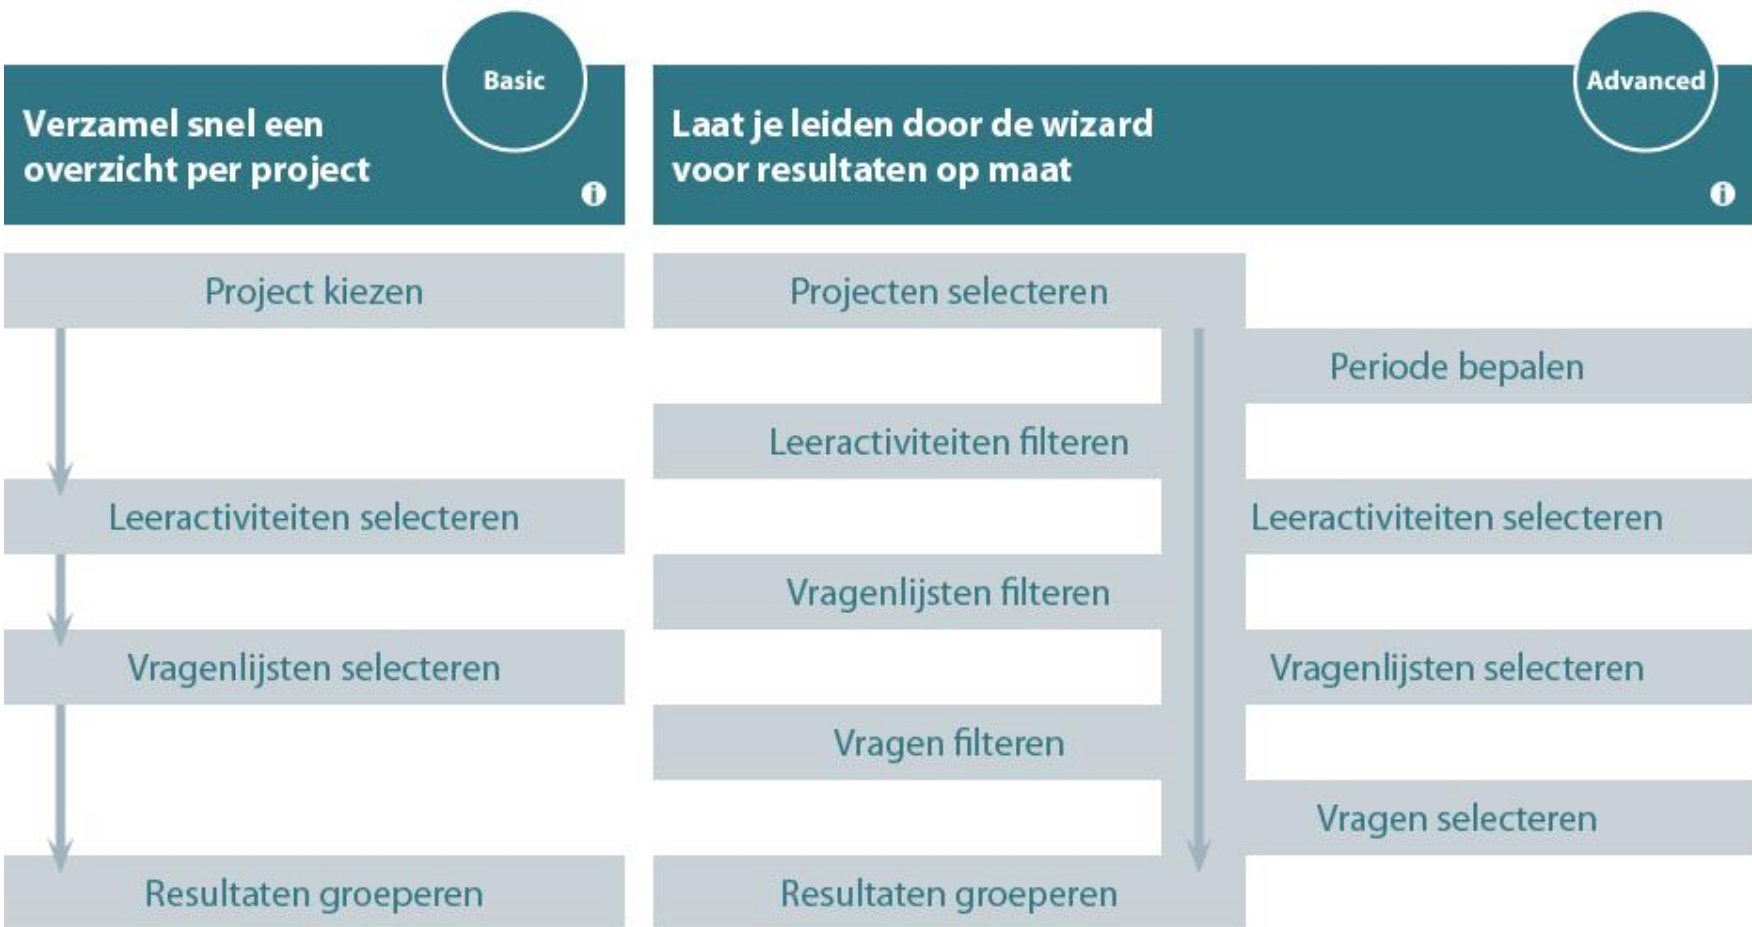 Basic
Verzamel snel een
overzicht per project
i
Project kiezen
Leeractiviteiten selecteren
Vragenlijsten selecteren
Resultaten groeperen
Advanced
Laat je leiden door de wizard
voor resultaten op maat
i
Projecten selecteren
Periode bepalen
Leeractiviteiten filteren
Leeractiviteiten selecteren
Vragenlijsten filteren
Vragenlijsten selecteren
Vragen filteren
Vragen selecteren
Resultaten groeperen